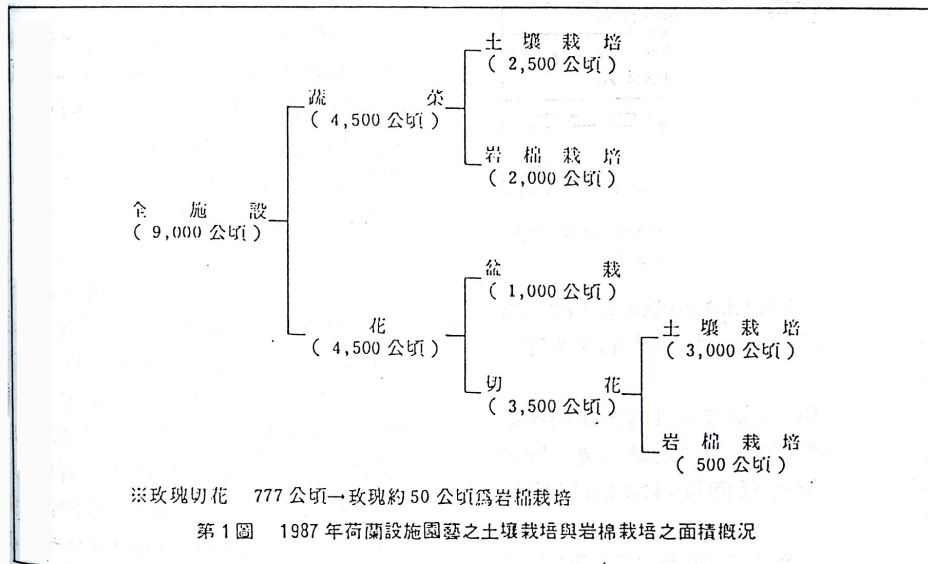 土壤栽培
( 2,500 公頃 )
蔬菜
( 4,500 公頃 )
岩棉栽培
( 2,000 公頃 )
全施設
( 9,000 公頃 )
盆栽
( 1,000 公頃 )
花
( 4,500 公頃 )
土壤栽培
( 3,000 公頃 )
切花
( 3,500 公頃 )
岩棉栽培
( 500 公頃 )
※玫瑰切花 777 公頃→玫瑰約 50 公頃爲岩棉栽培
第 1 圖 1987 年荷蘭設施園藝之土壤栽培與岩棉栽培之面積概況